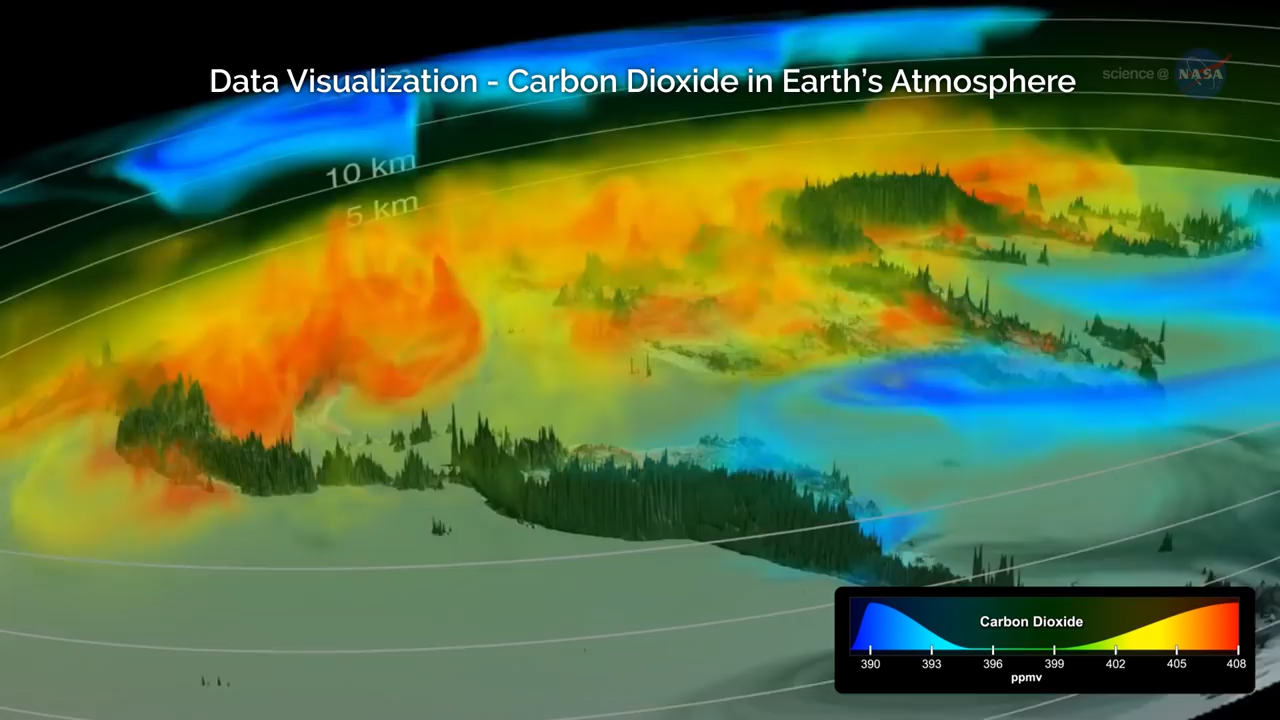 Data Visualization - Carbon Dioxide in Earth's Atmosphere
science @ NASA
10 km
5 km
Carbon Dioxide
390 393 396 399 402 405 408
ppmv